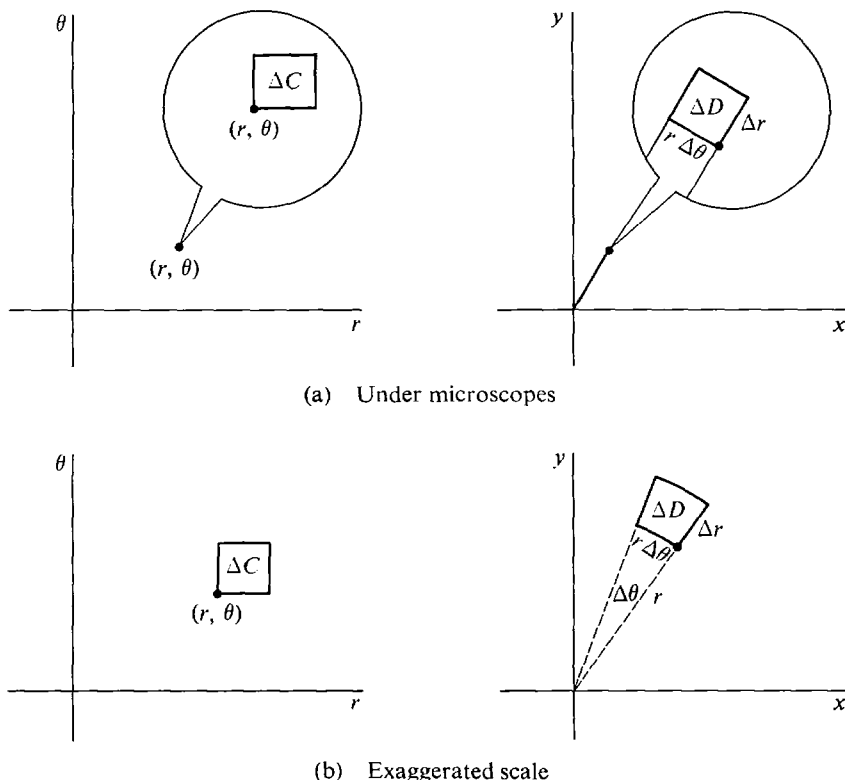 θ
ΔC
(r, θ)
(r, θ)
r
y
ΔD
Δr
r Δθ
x
(a) Under microscopes
θ
ΔC
(r, θ)
r
y
ΔD
Δr
r Δθ
Δθ
r
x
(b) Exaggerated scale